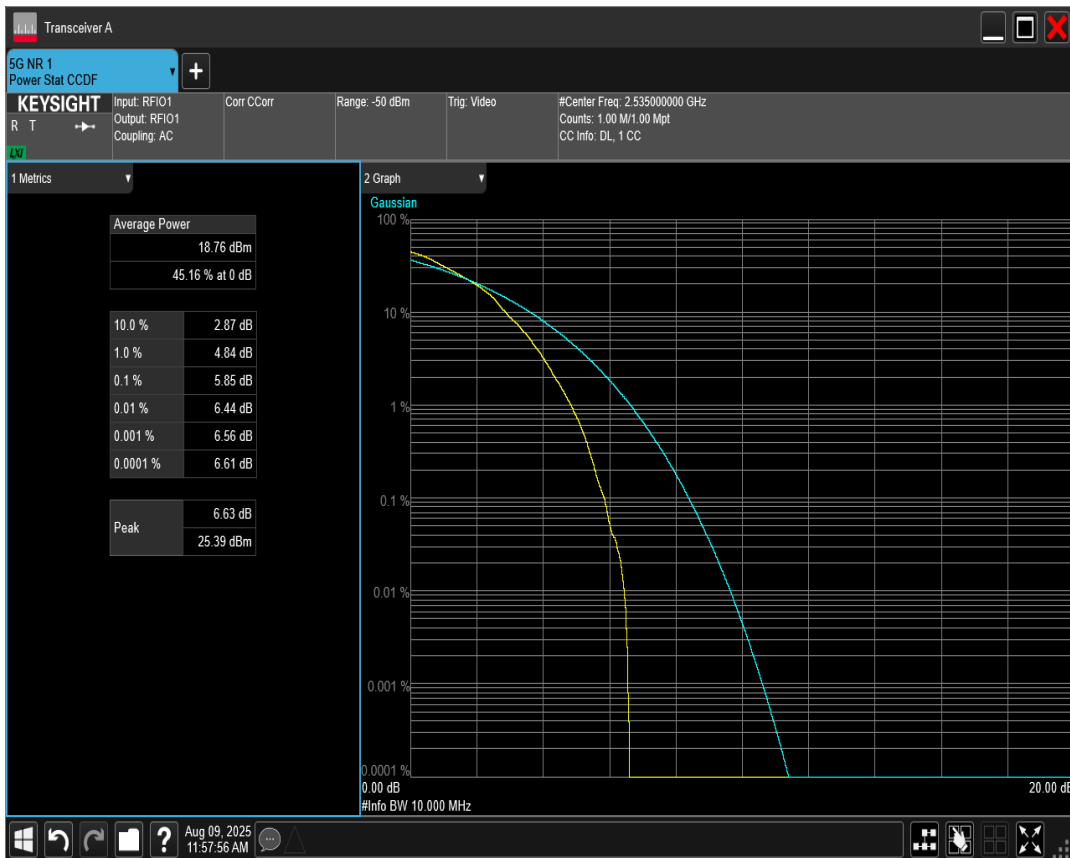 Transceiver A
5G NR 1
Power Stat CCDF
+
KEYSIGHT
R T
LXI
Input: RFIO1
Output: RFIO1
Coupling: AC
Corr CCorr
Range: -50 dBm
Trig: Video
#Center Freq: 2.535000000 GHz
Counts: 1.00 M/1.00 Mpt
CC Info: DL, 1 CC
1 Metrics
Average Power
18.76 dBm
45.16 % at 0 dB
10.0 % 2.87 dB
1.0 % 4.84 dB
0.1 % 5.85 dB
0.01 % 6.44 dB
0.001 % 6.56 dB
0.0001 % 6.61 dB
Peak 6.63 dB
25.39 dBm
2 Graph
Gaussian
100 %
10 %
1 %
0.1 %
0.01 %
0.001 %
0.0001 %
0.00 dB 20.00 dB
#Info BW 10.000 MHz
? Aug 09, 2025
11:57:56 AM